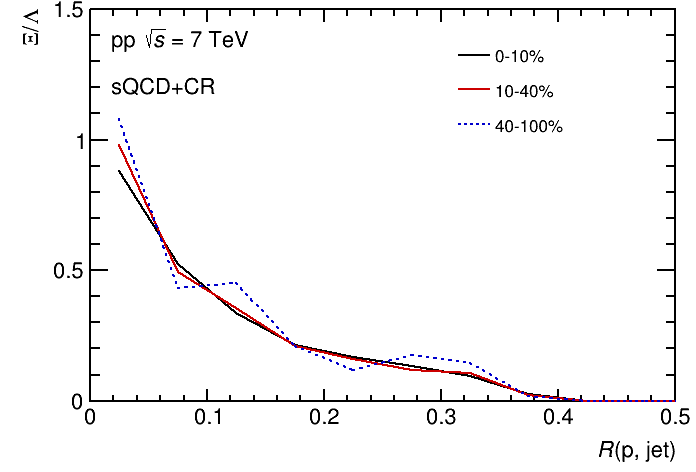 Ξ/Λ
1.5
1
0.5
0
pp √s = 7 TeV
sQCD+CR
0-10%
10-40%
40-100%
0 0.1 0.2 0.3 0.4 0.5
R(p, jet)